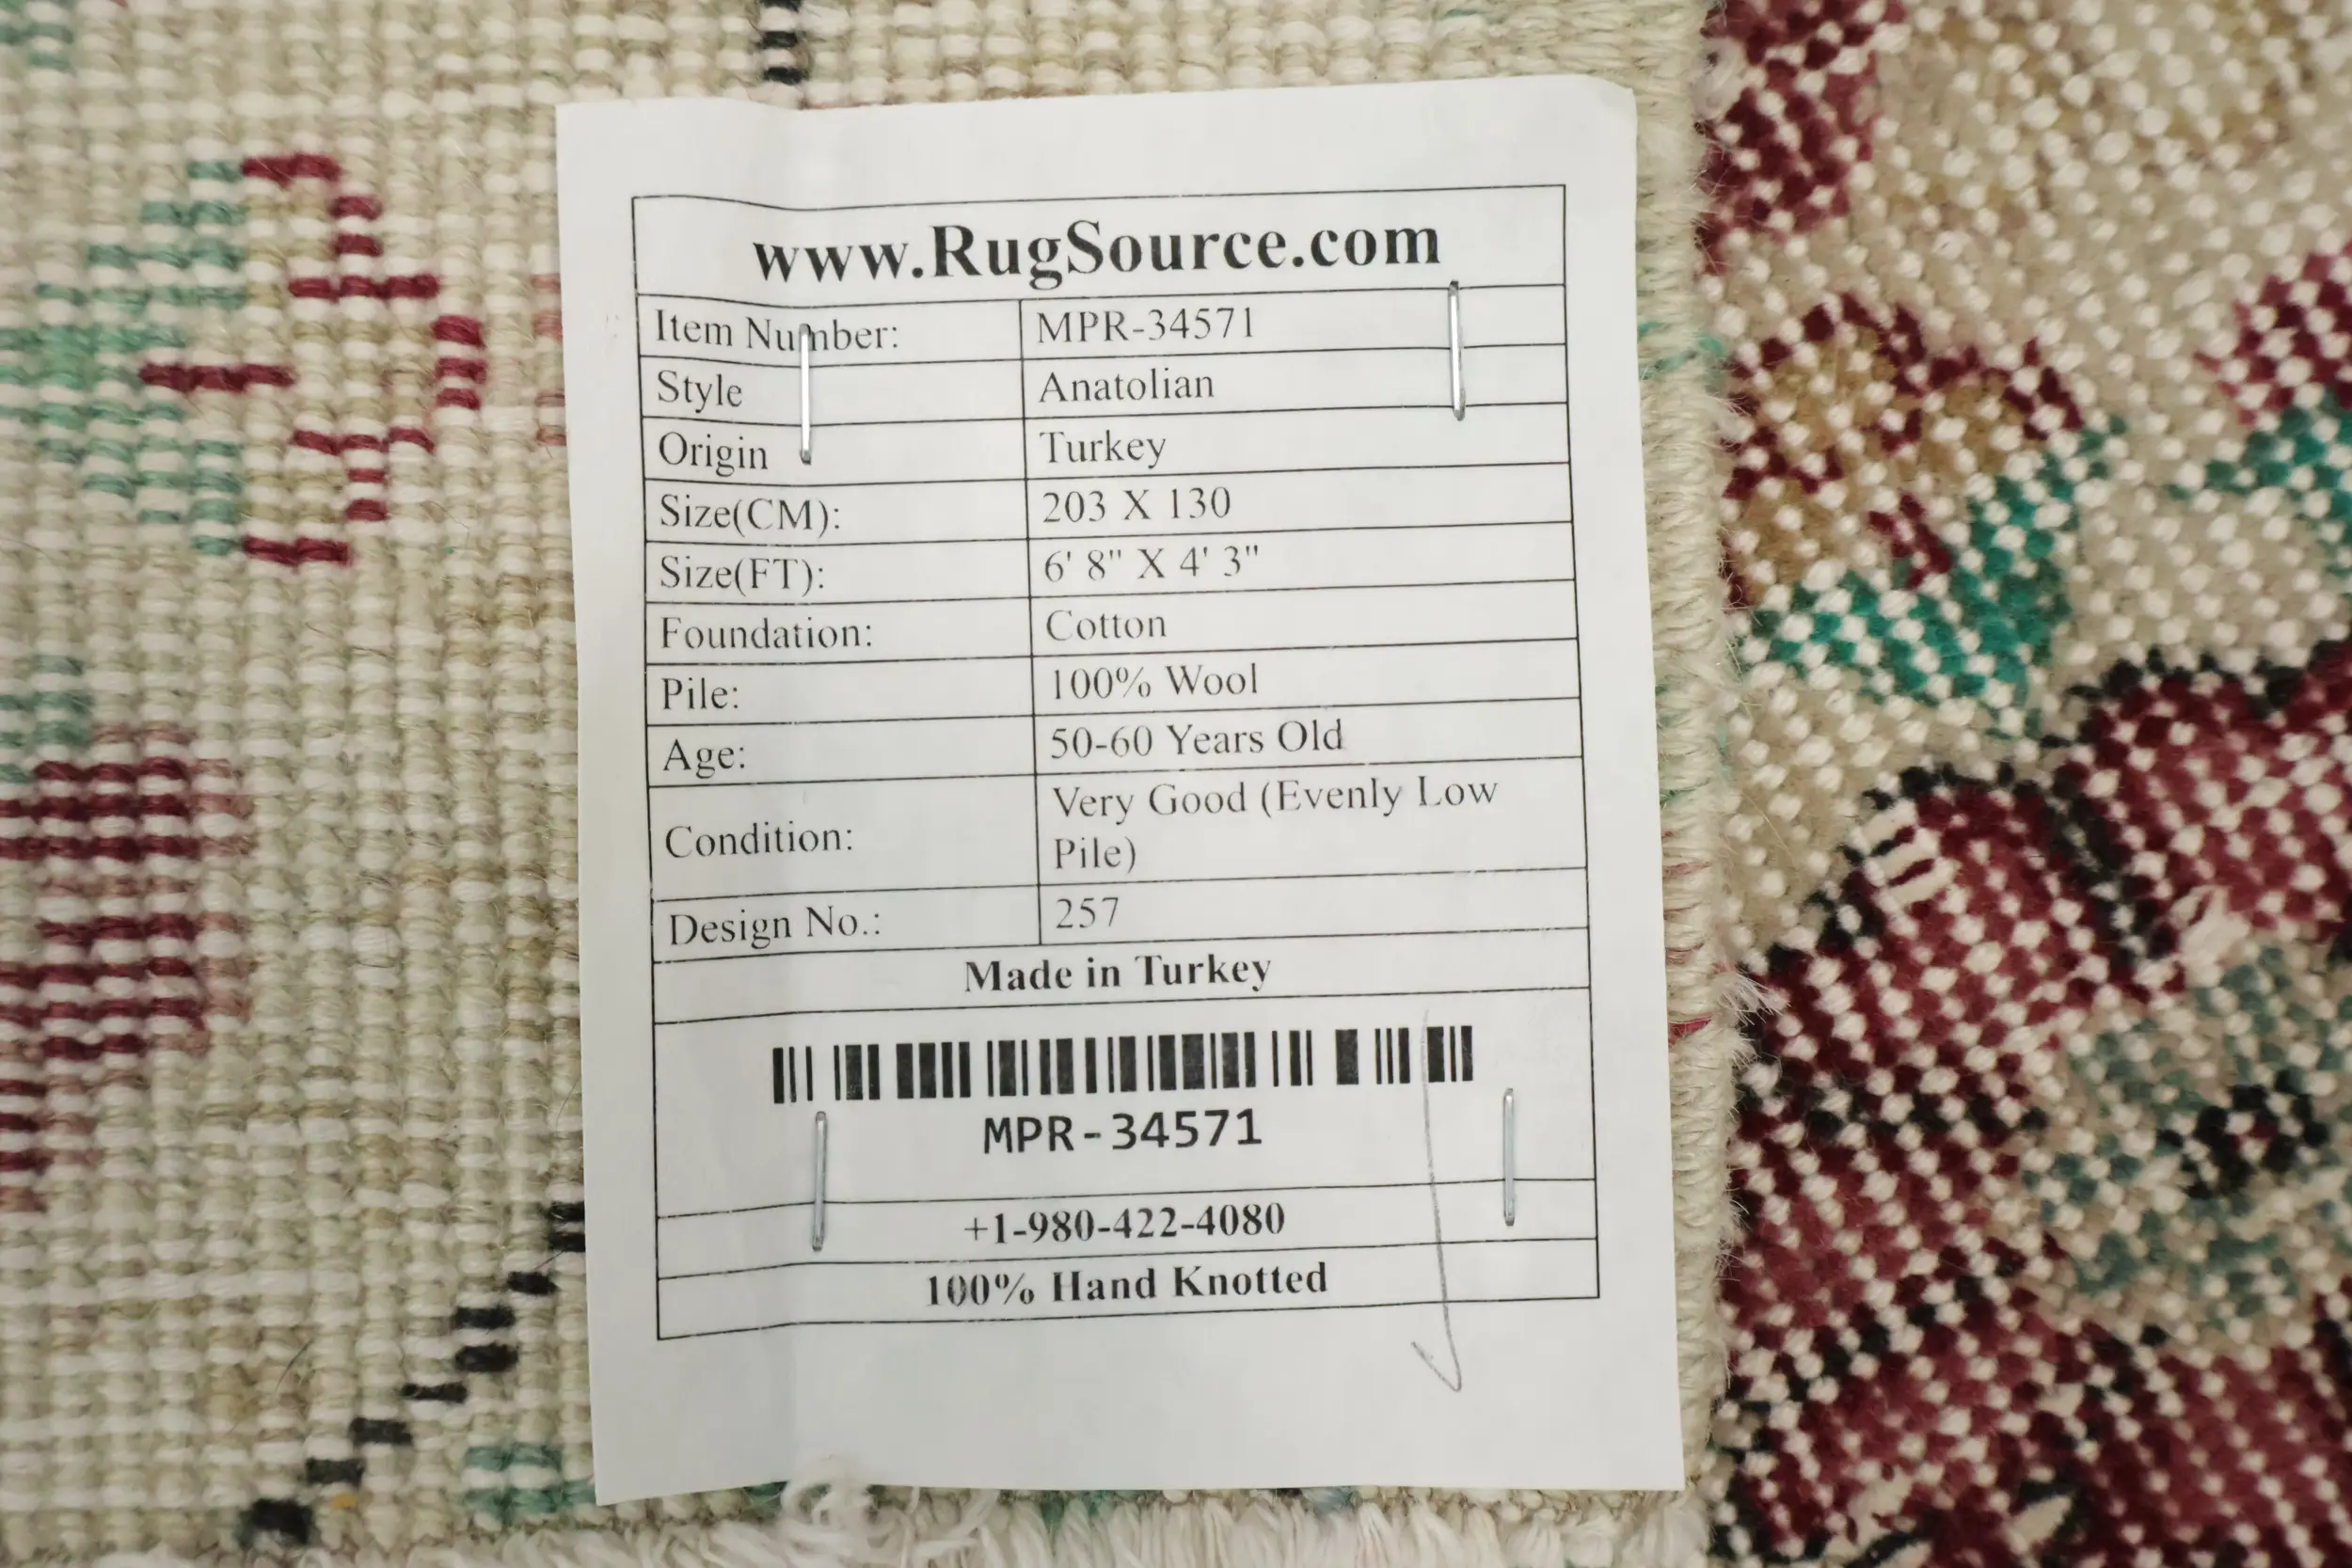 www.RugSource.com
Item Number: MPR-34571
Style Anatolian
Origin Turkey
Size(CM): 203 X 130
Size(FT): 6' 8" X 4' 3"
Foundation: Cotton
Pile: 100% Wool
Age: 50-60 Years Old
Condition: Very Good (Evenly Low
Pile)
Design No.: 257
Made in Turkey
MPR-34571
+1-980-422-4080
100% Hand Knotted